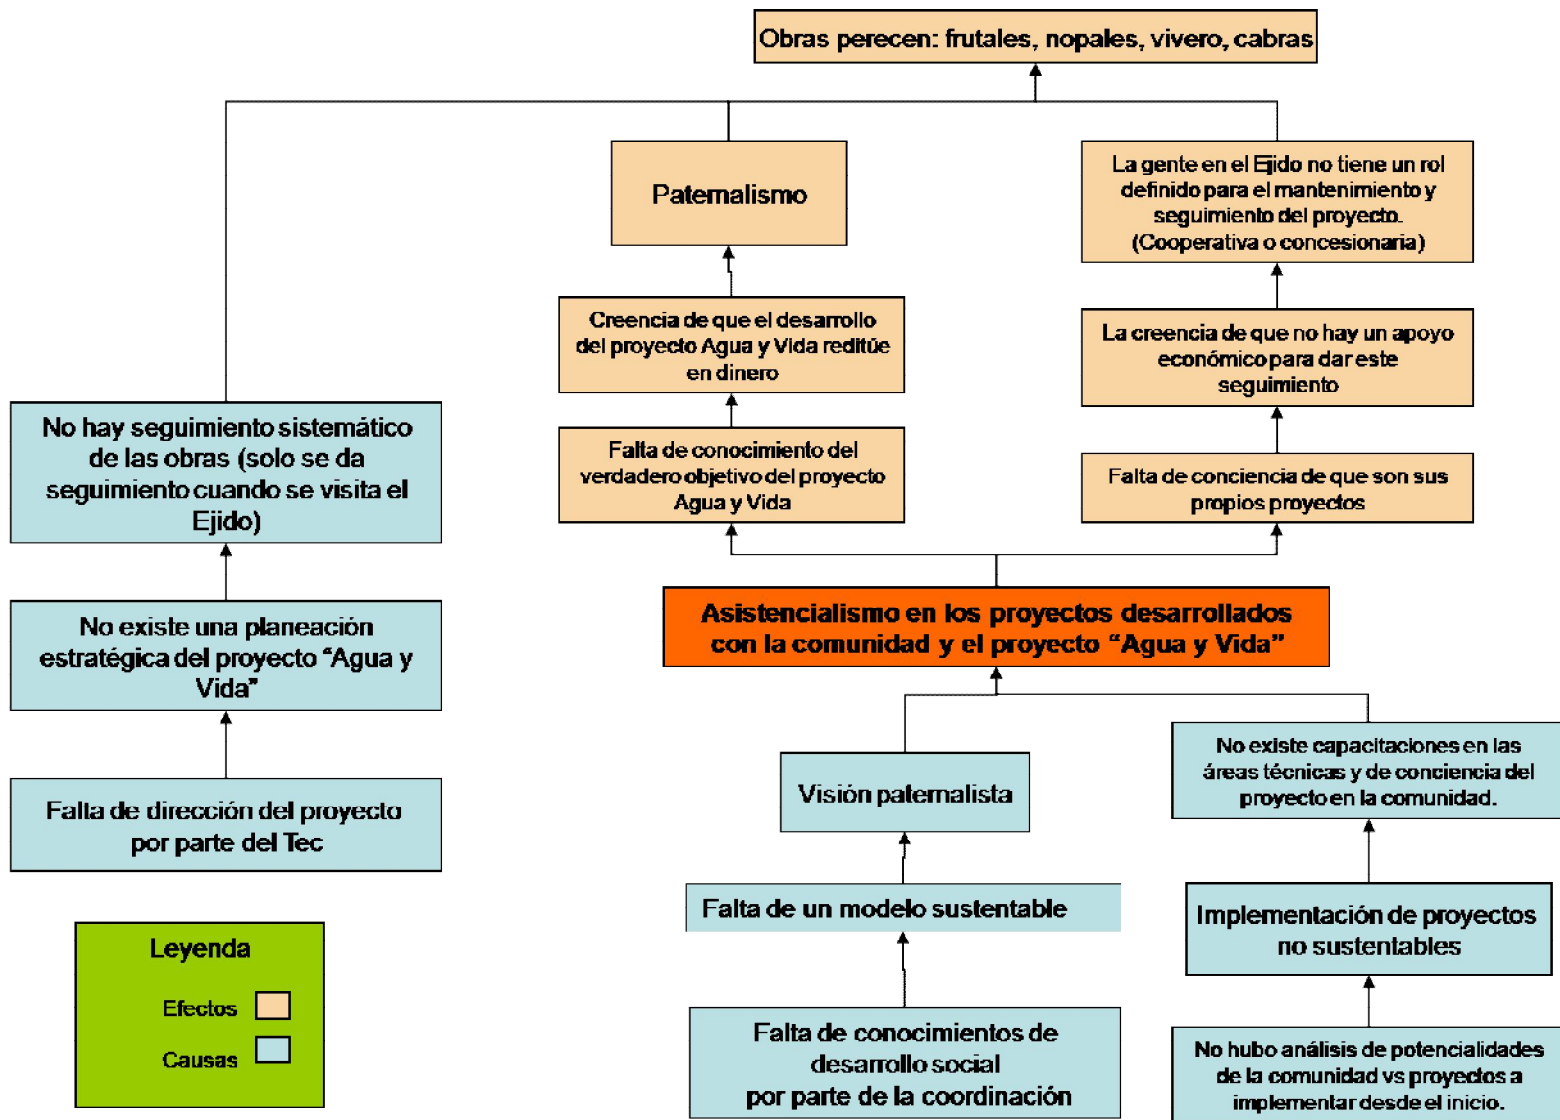 Obras perecen: frutales, nopales, vivero, cabras
Paternalismo
La gente en el Ejido no tiene un rol
definido para el mantenimiento y
seguimiento del proyecto.
(Cooperativa o concesionaria)
Creencia de que el desarrollo
del proyecto Agua y Vida reditúe
en dinero
La creencia de que no hay un apoyo
económico para dar este
seguimiento
No hay seguimiento sistemático
de las obras (solo se da
seguimiento cuando se visita el
Ejido)
Falta de conocimiento del
verdadero objetivo del proyecto
Agua y Vida
Falta de conciencia de que son sus
propios proyectos
No existe una planeación
estratégica del proyecto “Agua y
Vida”
Asistencialismo en los proyectos desarrollados
con la comunidad y el proyecto “Agua y Vida”
Falta de dirección del proyecto
por parte del Tec
Visión paternalista
No existe capacitaciones en las
áreas técnicas y de conciencia del
proyecto en la comunidad.
Falta de un modelo sustentable
Implementación de proyectos
no sustentables
Falta de conocimientos de
desarrollo social
por parte de la coordinación
No hubo análisis de potencialidades
de la comunidad vs proyectos a
implementar desde el inicio.
Leyenda
Efectos
Causas